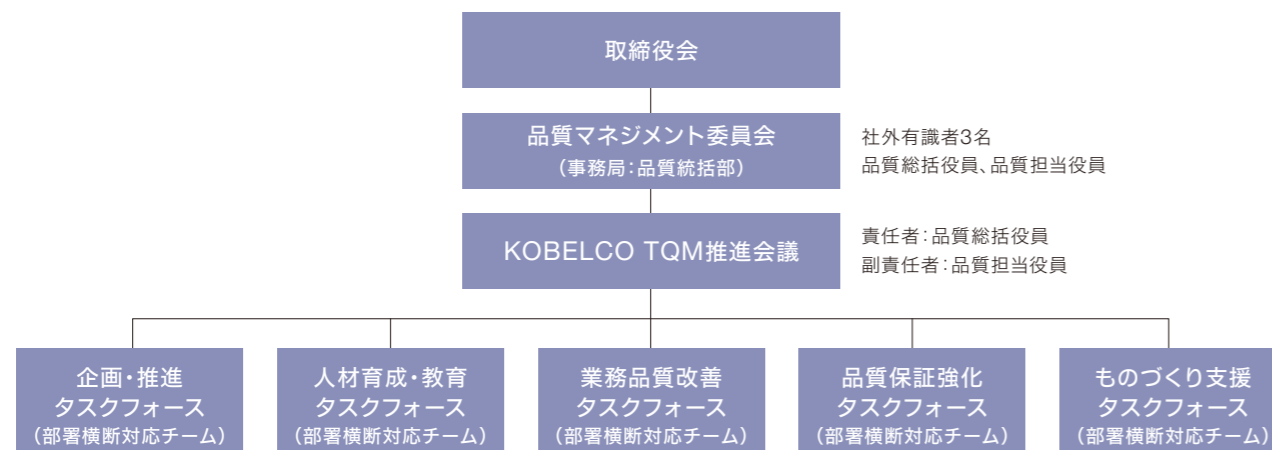 取締役会
品質マネジメント委員会
（事務局：品質統括部）
社外有識者3名
品質総括役員、品質担当役員
KOBELCO TQM推進会議
責任者：品質総括役員
副責任者：品質担当役員
企画・推進
タスクフォース
（部署横断対応チーム）
人材育成・教育
タスクフォース
（部署横断対応チーム）
業務品質改善
タスクフォース
（部署横断対応チーム）
品質保証強化
タスクフォース
（部署横断対応チーム）
ものづくり支援
タスクフォース
（部署横断対応チーム）